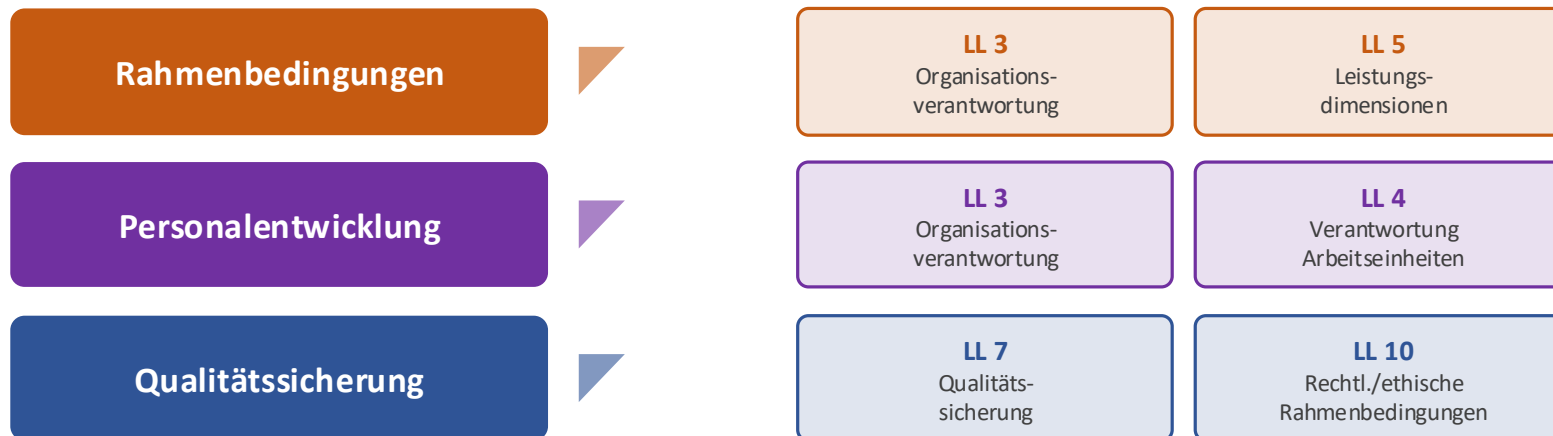 Rahmenbedingungen
LL 3
Organisations-
verantwortung
LL 5
Leistungs-
dimensionen
Personalentwicklung
LL 3
Organisations-
verantwortung
LL 4
Verantwortung
Arbeitseinheiten
Qualitätssicherung
LL 7
Qualitäts-
sicherung
LL 10
Rechtl./ethische
Rahmenbedingungen